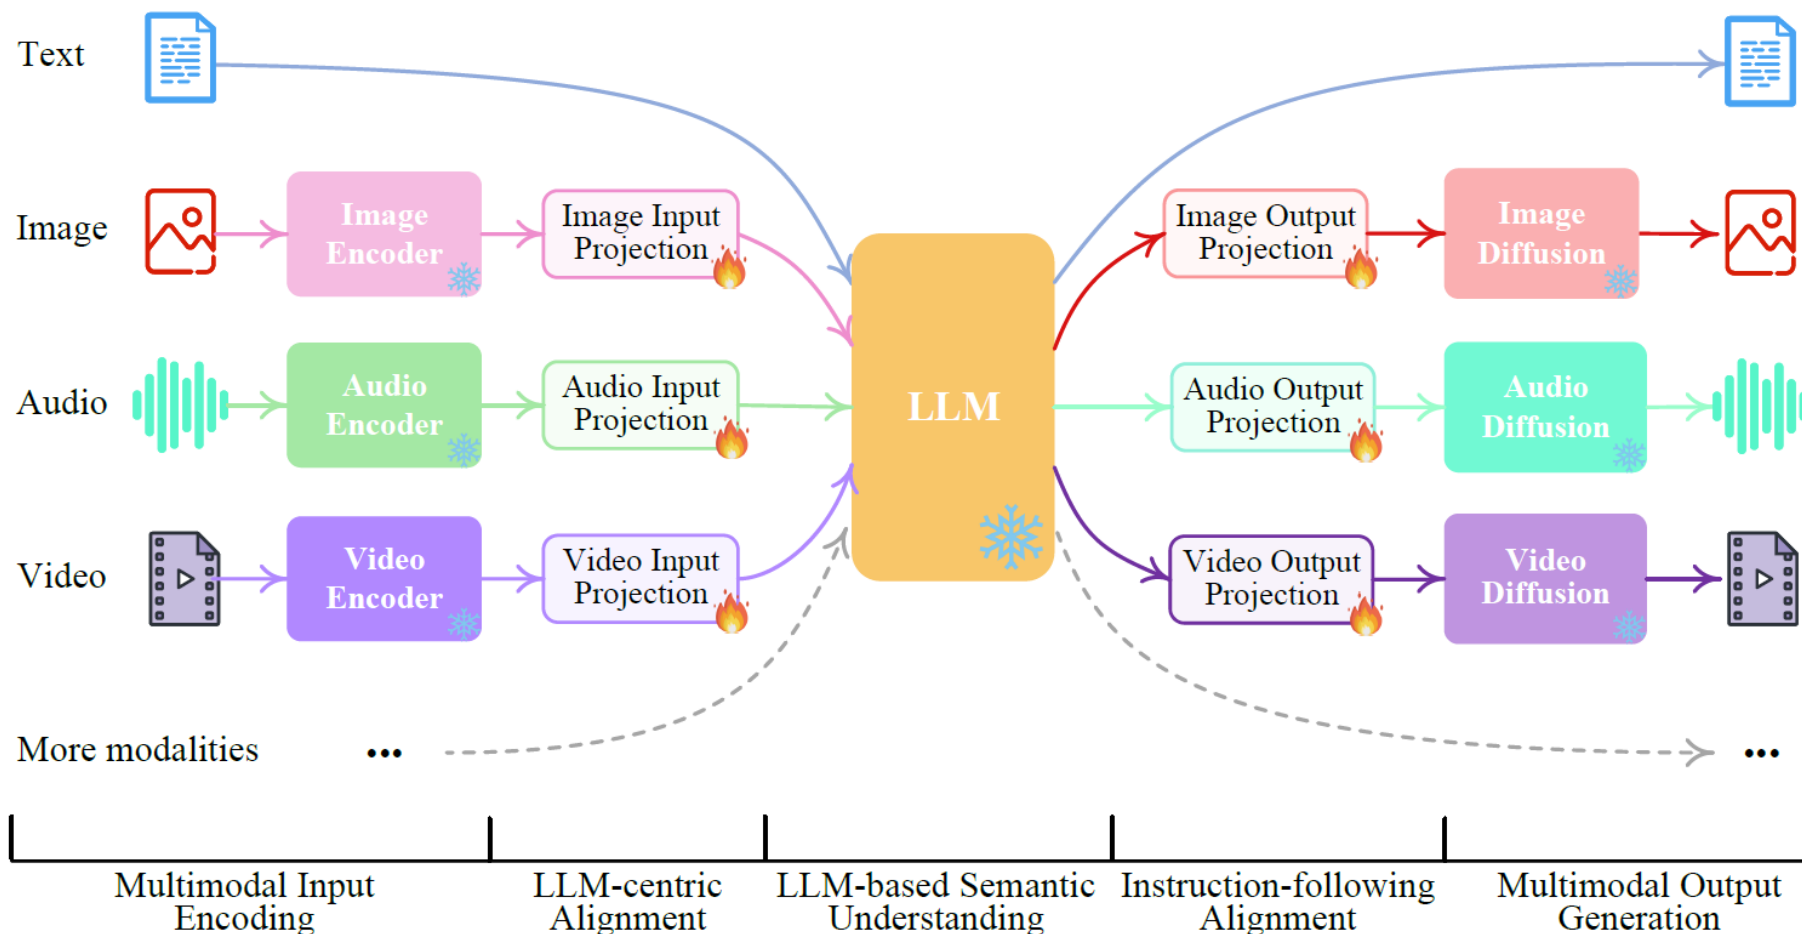 Text
Image
Image
Encoder
Image Input
Projection
Image Output
Projection
Image
Diffusion
Audio
Audio
Encoder
Audio Input
Projection
LLM
Audio Output
Projection
Audio
Diffusion
Video
Video
Encoder
Video Input
Projection
Video Output
Projection
Video
Diffusion
More modalities
...
...
Multimodal Input
Encoding
LLM-centric
Alignment
LLM-based Semantic
Understanding
Instruction-following
Alignment
Multimodal Output
Generation